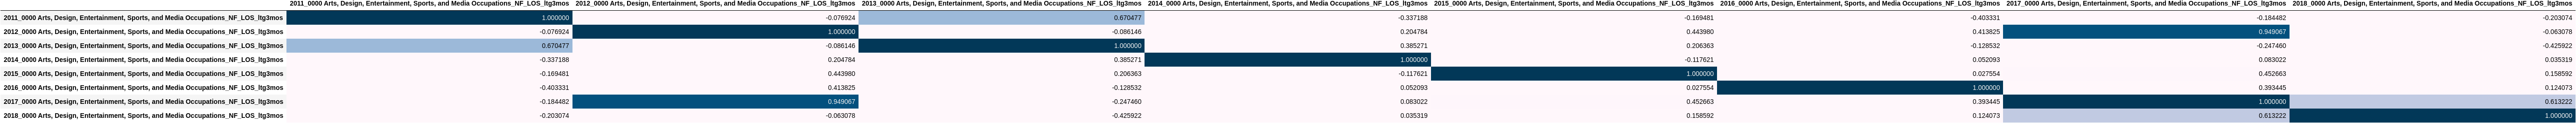 2011_0000 Arts, Design, Entertainment, Sports, and Media Occupations_NF_LOS_ltg3mos 2012_0000 Arts, Design, Entertainment, Sports, and Media Occupations_NF_LOS_ltg3mos 2013_0000 Arts, Design, Entertainment, Sports, and Media Occupations_NF_LOS_ltg3mos 2014_0000 Arts, Design, Entertainment, Sports, and Media Occupations_NF_LOS_ltg3mos 2015_0000 Arts, Design, Entertainment, Sports, and Media Occupations_NF_LOS_ltg3mos 2016_0000 Arts, Design, Entertainment, Sports, and Media Occupations_NF_LOS_ltg3mos 2017_0000 Arts, Design, Entertainment, Sports, and Media Occupations_NF_LOS_ltg3mos 2018_0000 Arts, Design, Entertainment, Sports, and Media Occupations_NF_LOS_ltg3mos
2011_0000 Arts, Design, Entertainment, Sports, and Media Occupations_NF_LOS_ltg3mos 1.000000 -0.076924 0.670477 -0.337188 -0.169481 -0.403331 -0.184482 -0.203074
2012_0000 Arts, Design, Entertainment, Sports, and Media Occupations_NF_LOS_ltg3mos -0.076924 1.000000 -0.086146 0.204784 0.443980 0.413825 0.949067 -0.063078
2013_0000 Arts, Design, Entertainment, Sports, and Media Occupations_NF_LOS_ltg3mos 0.670477 -0.086146 1.000000 0.385271 0.206363 -0.128532 -0.247460 -0.425922
2014_0000 Arts, Design, Entertainment, Sports, and Media Occupations_NF_LOS_ltg3mos -0.337188 0.204784 0.385271 1.000000 -0.117621 0.052093 0.083022 0.035319
2015_0000 Arts, Design, Entertainment, Sports, and Media Occupations_NF_LOS_ltg3mos -0.169481 0.443980 0.206363 -0.117621 1.000000 0.027554 0.452663 0.158592
2016_0000 Arts, Design, Entertainment, Sports, and Media Occupations_NF_LOS_ltg3mos -0.403331 0.413825 -0.128532 0.052093 0.027554 1.000000 0.393445 0.124073
2017_0000 Arts, Design, Entertainment, Sports, and Media Occupations_NF_LOS_ltg3mos -0.184482 0.949067 -0.247460 0.083022 0.452663 0.393445 1.000000 0.613222
2018_0000 Arts, Design, Entertainment, Sports, and Media Occupations_NF_LOS_ltg3mos -0.203074 -0.063078 -0.425922 0.035319 0.158592 0.124073 0.613222 1.000000